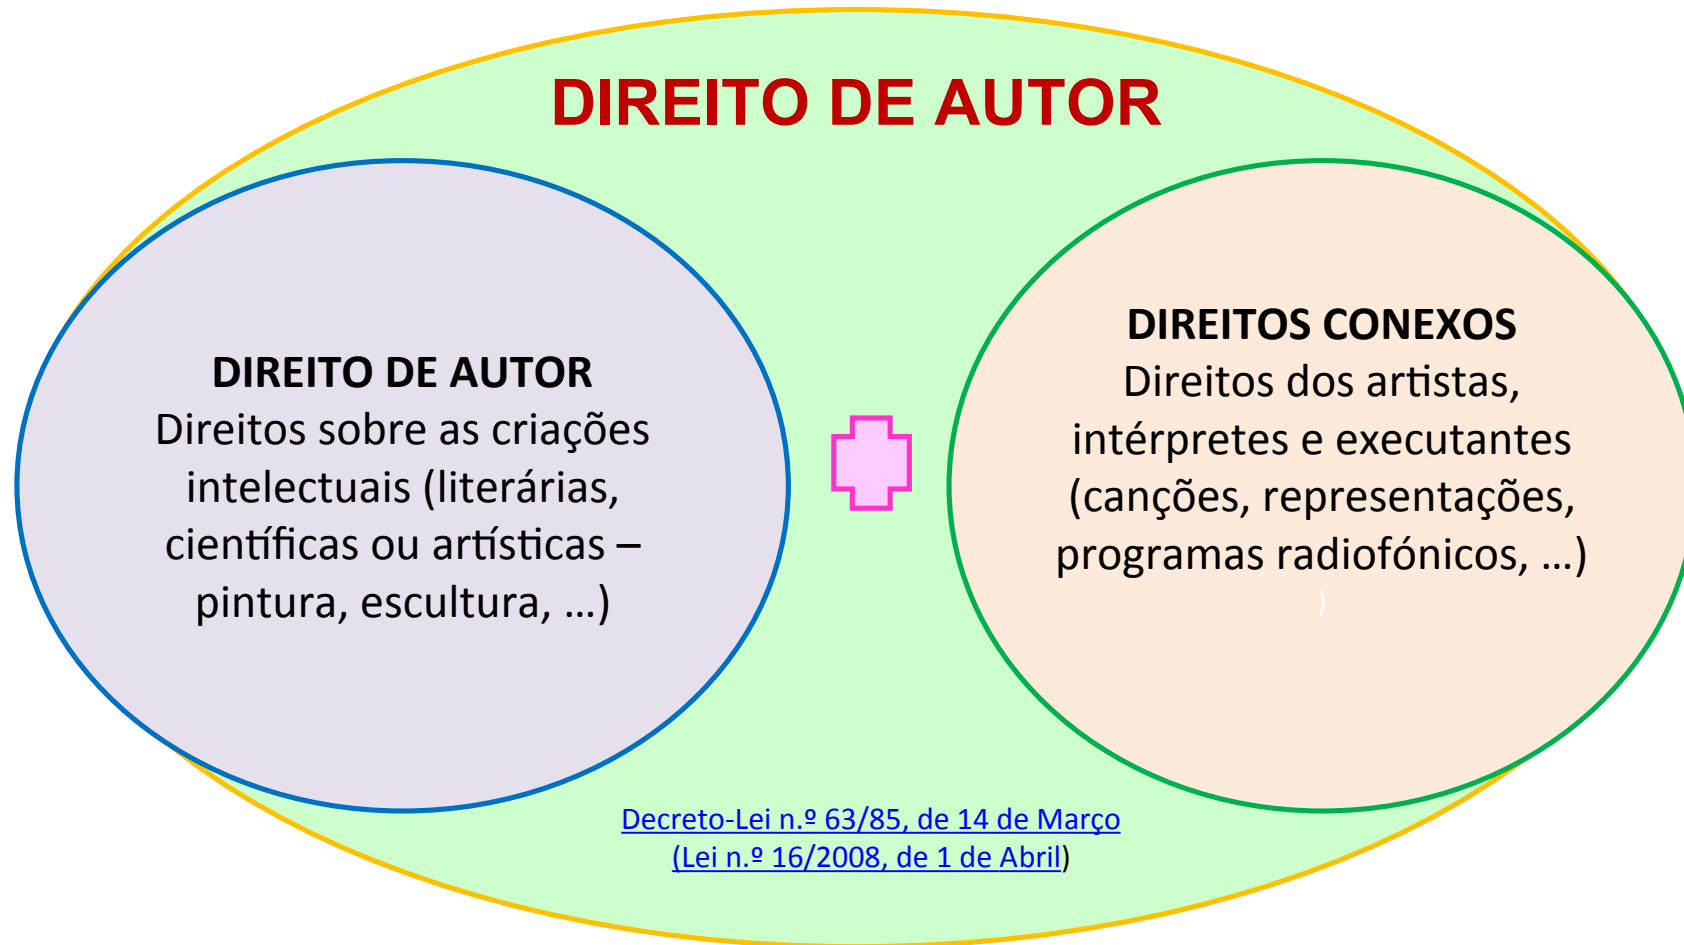 DIREITO DE AUTOR
DIREITO DE AUTOR
Direitos sobre as criações
intelectuais (literárias,
científicas ou artísticas –
pintura, escultura, …)
DIREITOS CONEXOS
Direitos dos artistas,
intérpretes e executantes
(canções, representações,
programas radiofónicos, …)
)
Decreto-Lei n.º 63/85, de 14 de Março
(Lei n.º 16/2008, de 1 de Abril)